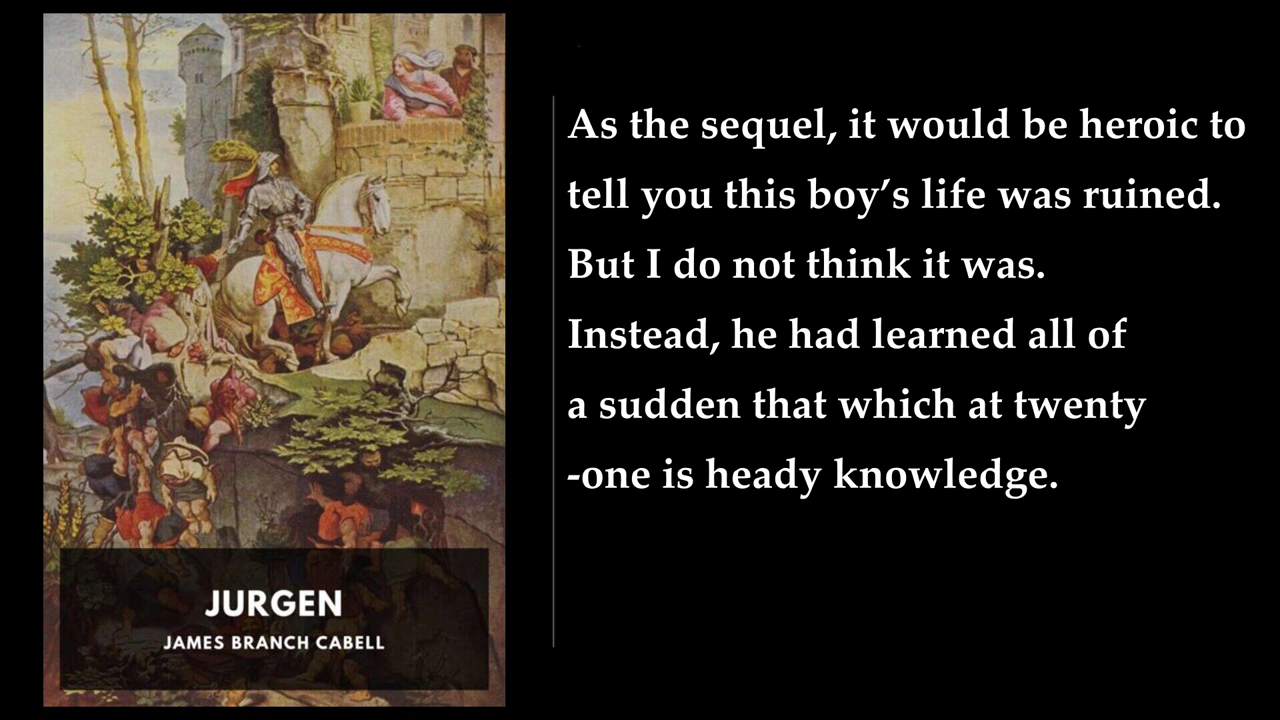 JURGEN
JAMES BRANCH CABELL
As the sequel, it would be heroic to
tell you this boy’s life was ruined.
But I do not think it was.
Instead, he had learned all of
a sudden that which at twenty
-one is heady knowledge.